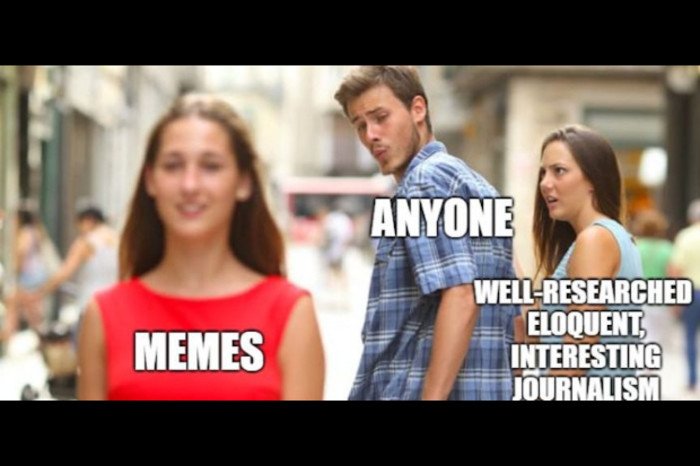 MEMES
ANYONE
WELL-RESEARCHED
ELOQUENT,
INTERESTING
JOURNALISM